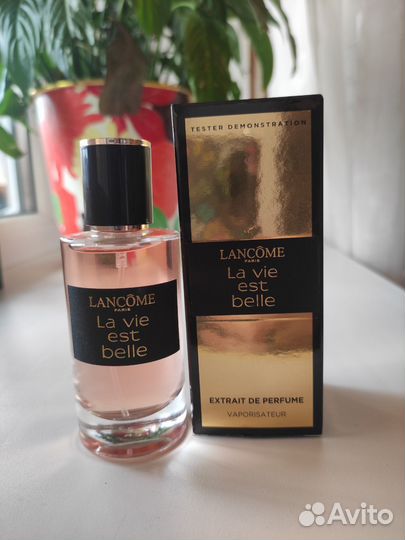 TESTER DEMONSTRATION
LANCÔME
PARIS
La vie
est
belle
LANCÔME
PARIS
La vie
est
belle
EXTRAIT DE PERFUME
VAPORISATEUR
Avito